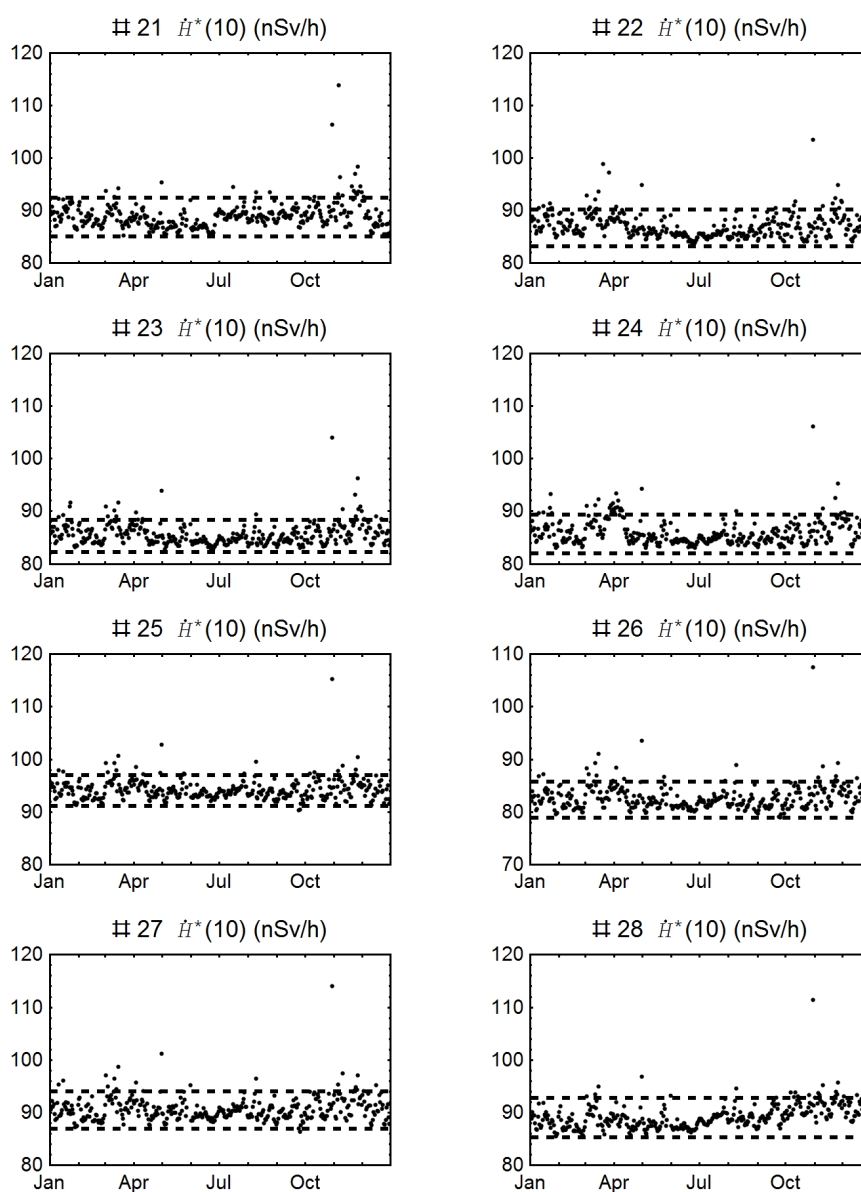 # 21 Ḣ*(10) (nSv/h)
120
110
100
90
80
Jan Apr Jul Oct
# 22 Ḣ*(10) (nSv/h)
120
110
100
90
80
Jan Apr Jul Oct
# 23 Ḣ*(10) (nSv/h)
120
110
100
90
80
Jan Apr Jul Oct
# 24 Ḣ*(10) (nSv/h)
120
110
100
90
80
Jan Apr Jul Oct
# 25 Ḣ*(10) (nSv/h)
120
110
100
90
80
Jan Apr Jul Oct
# 26 Ḣ*(10) (nSv/h)
110
100
90
80
70
Jan Apr Jul Oct
# 27 Ḣ*(10) (nSv/h)
120
110
100
90
80
Jan Apr Jul Oct
# 28 Ḣ*(10) (nSv/h)
120
110
100
90
80
Jan Apr Jul Oct